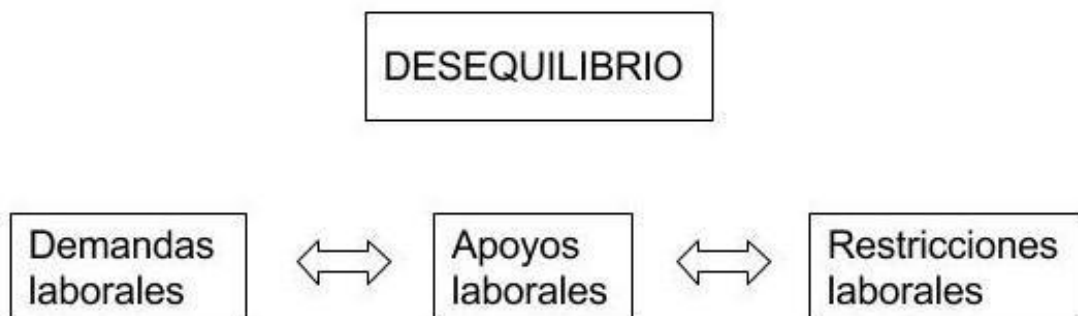 DESEQUILIBRIO
Demandas
laborales
Apoyos
laborales
Restricciones
laborales